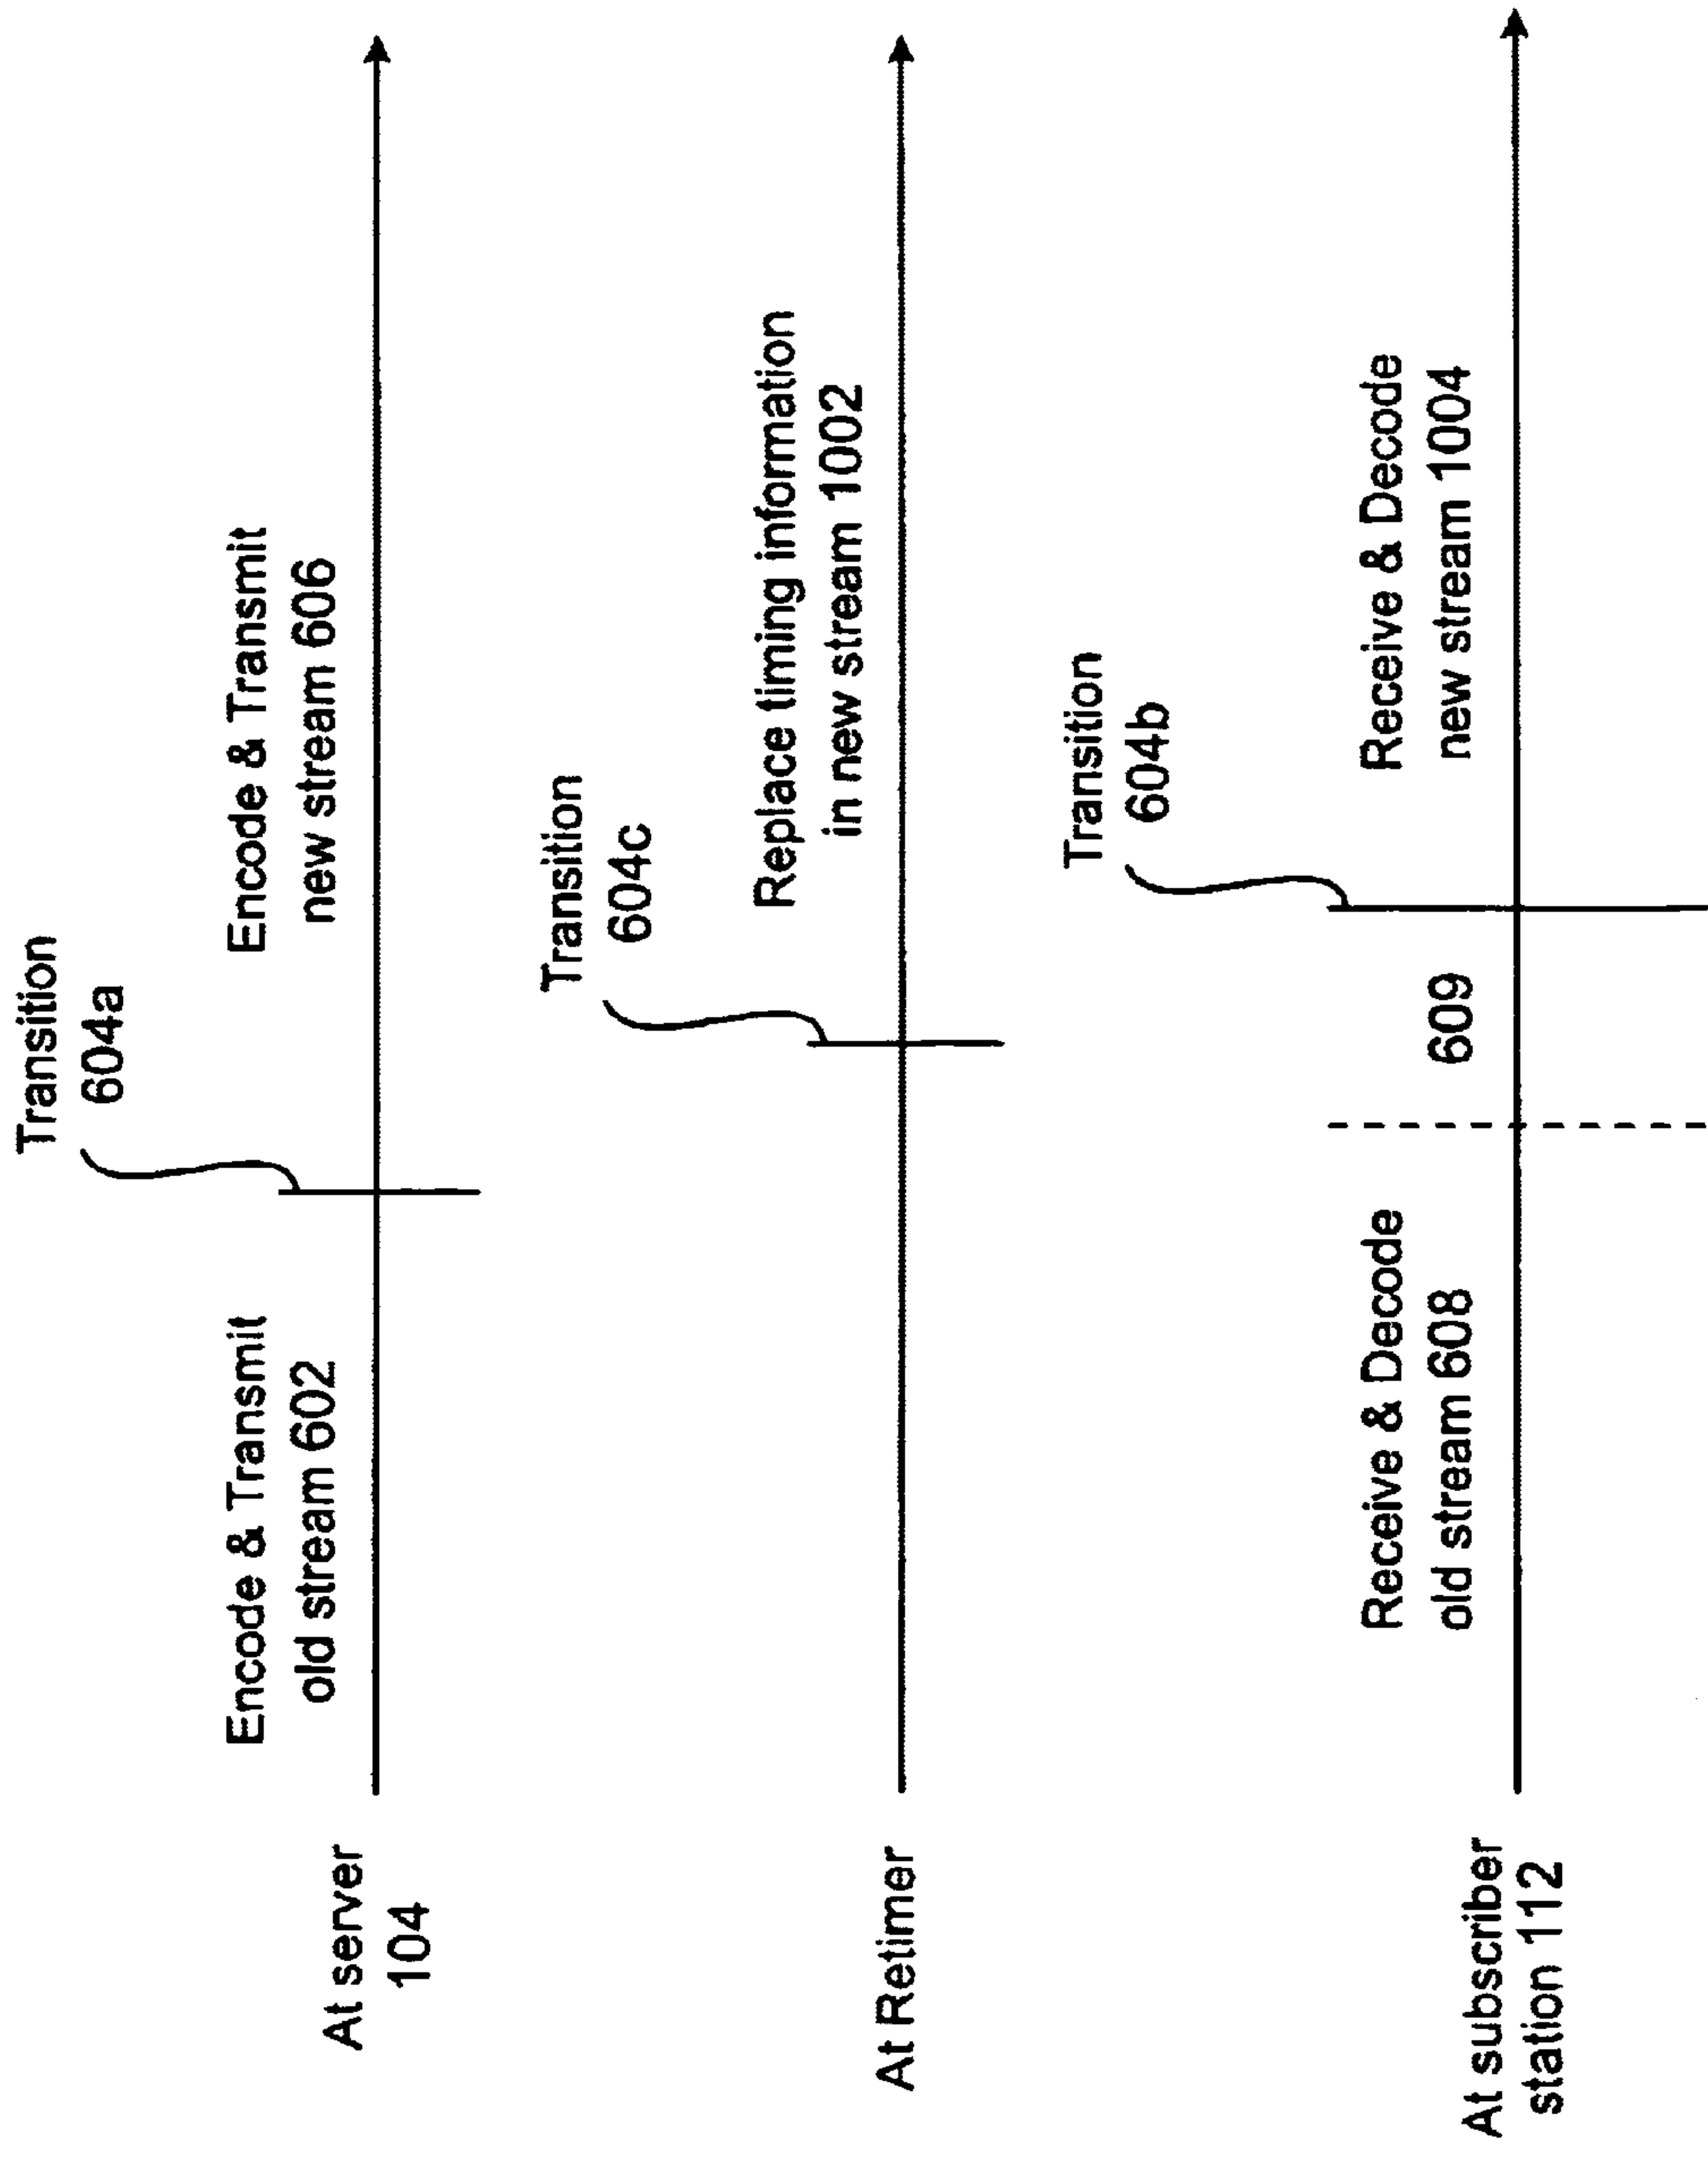 Transition
604a
Encode & Transmit
old stream 602
Encode & Transmit
new stream 606
At server
104
Transition
604c
Replace timing information
in new stream 1002
At Retimer
Transition
604b
Receive & Decode
old stream 608
609
Receive & Decode
new stream 1004
At subscriber
station 112